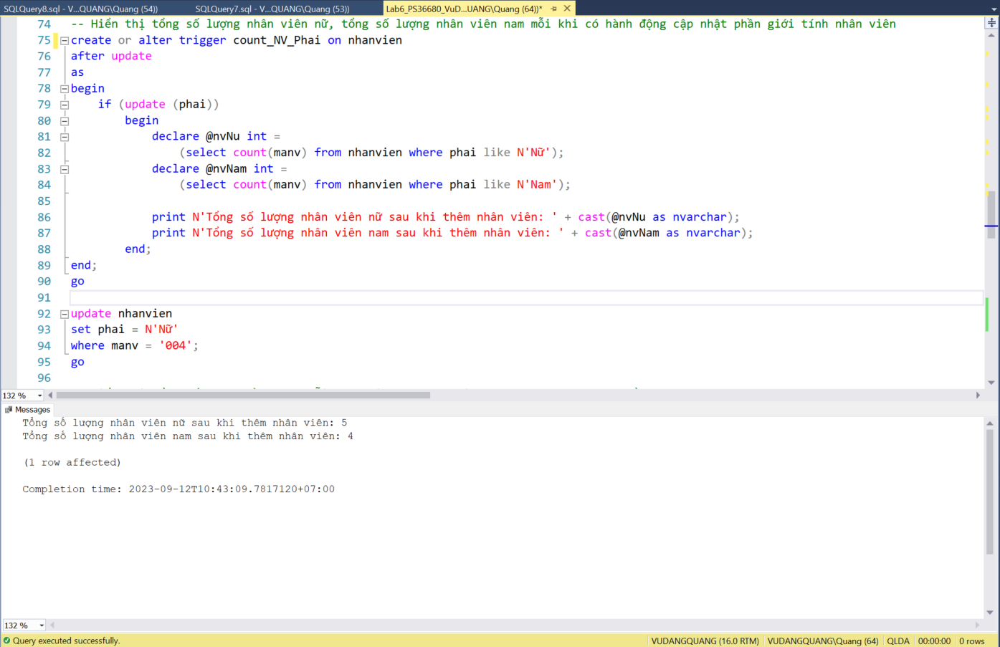 SQLQuery8.sql - V...QUANG\Quang (54))
SQLQuery7.sql - V...QUANG\Quang (53))
Lab6_PS36680_VuD...UANG\Quang (64))*
74 -- Hiển thị tổng số lượng nhân viên nữ, tổng số lượng nhân viên nam mỗi khi có hành động cập nhật phần giới tính nhân viên
75 create or alter trigger count_NV_Phai on nhanvien
76 after update
77 as
78 begin
79 if (update (phai))
80 begin
81 declare @nvNu int =
82 (select count(manv) from nhanvien where phai like N'Nữ');
83 declare @nvNam int =
84 (select count(manv) from nhanvien where phai like N'Nam');
85
86 print N'Tổng số lượng nhân viên nữ sau khi thêm nhân viên: ' + cast(@nvNu as nvarchar);
87 print N'Tổng số lượng nhân viên nam sau khi thêm nhân viên: ' + cast(@nvNam as nvarchar);
88 end;
89 end;
90 go
91
92 update nhanvien
93 set phai = N'Nữ'
94 where manv = '004';
95 go
96
132 %
Messages
Tổng số lượng nhân viên nữ sau khi thêm nhân viên: 5
Tổng số lượng nhân viên nam sau khi thêm nhân viên: 4
(1 row affected)
Completion time: 2023-09-12T10:43:09.7817120+07:00
132 %
Query executed successfully.
VUDANGQUANG (16.0 RTM)
VUDANGQUANG\Quang (64)
QLDA
00:00:00
0 rows